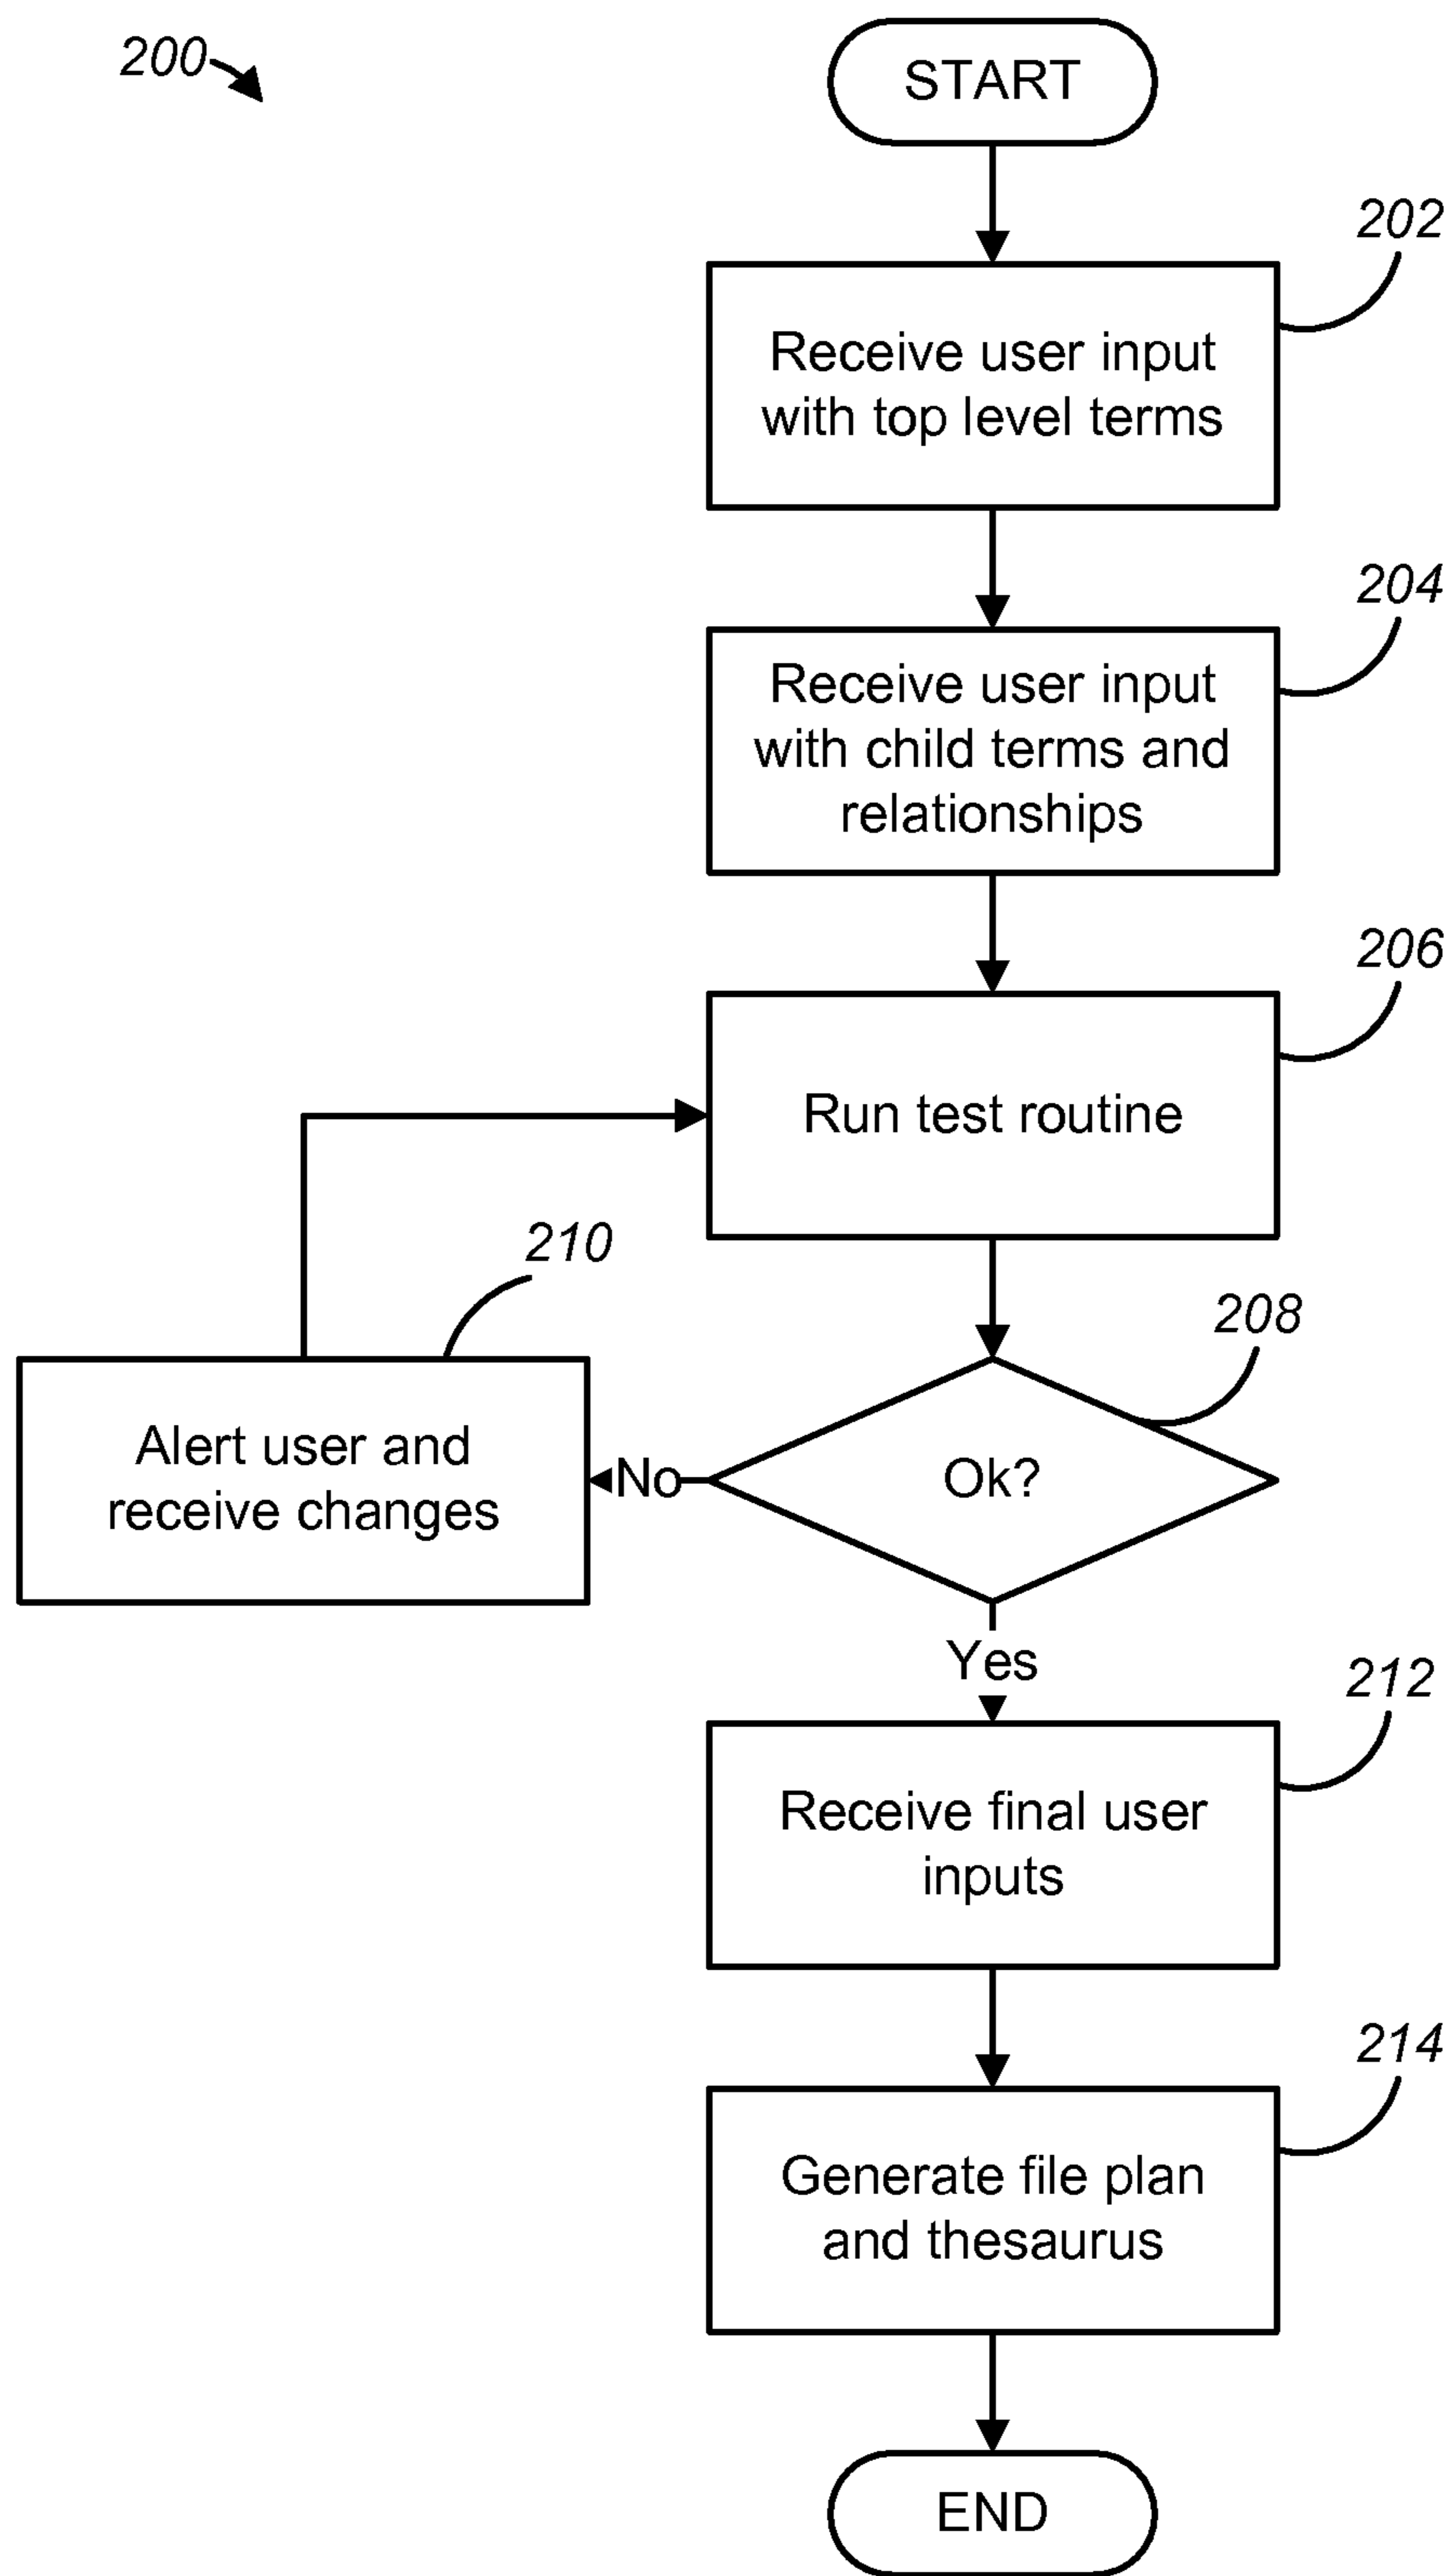 200
START
202
Receive user input
with top level terms
204
Receive user input
with child terms and
relationships
206
Run test routine
210
208
Alert user and
receive changes
No
Ok?
Yes
212
Receive final user
inputs
214
Generate file plan
and thesaurus
END